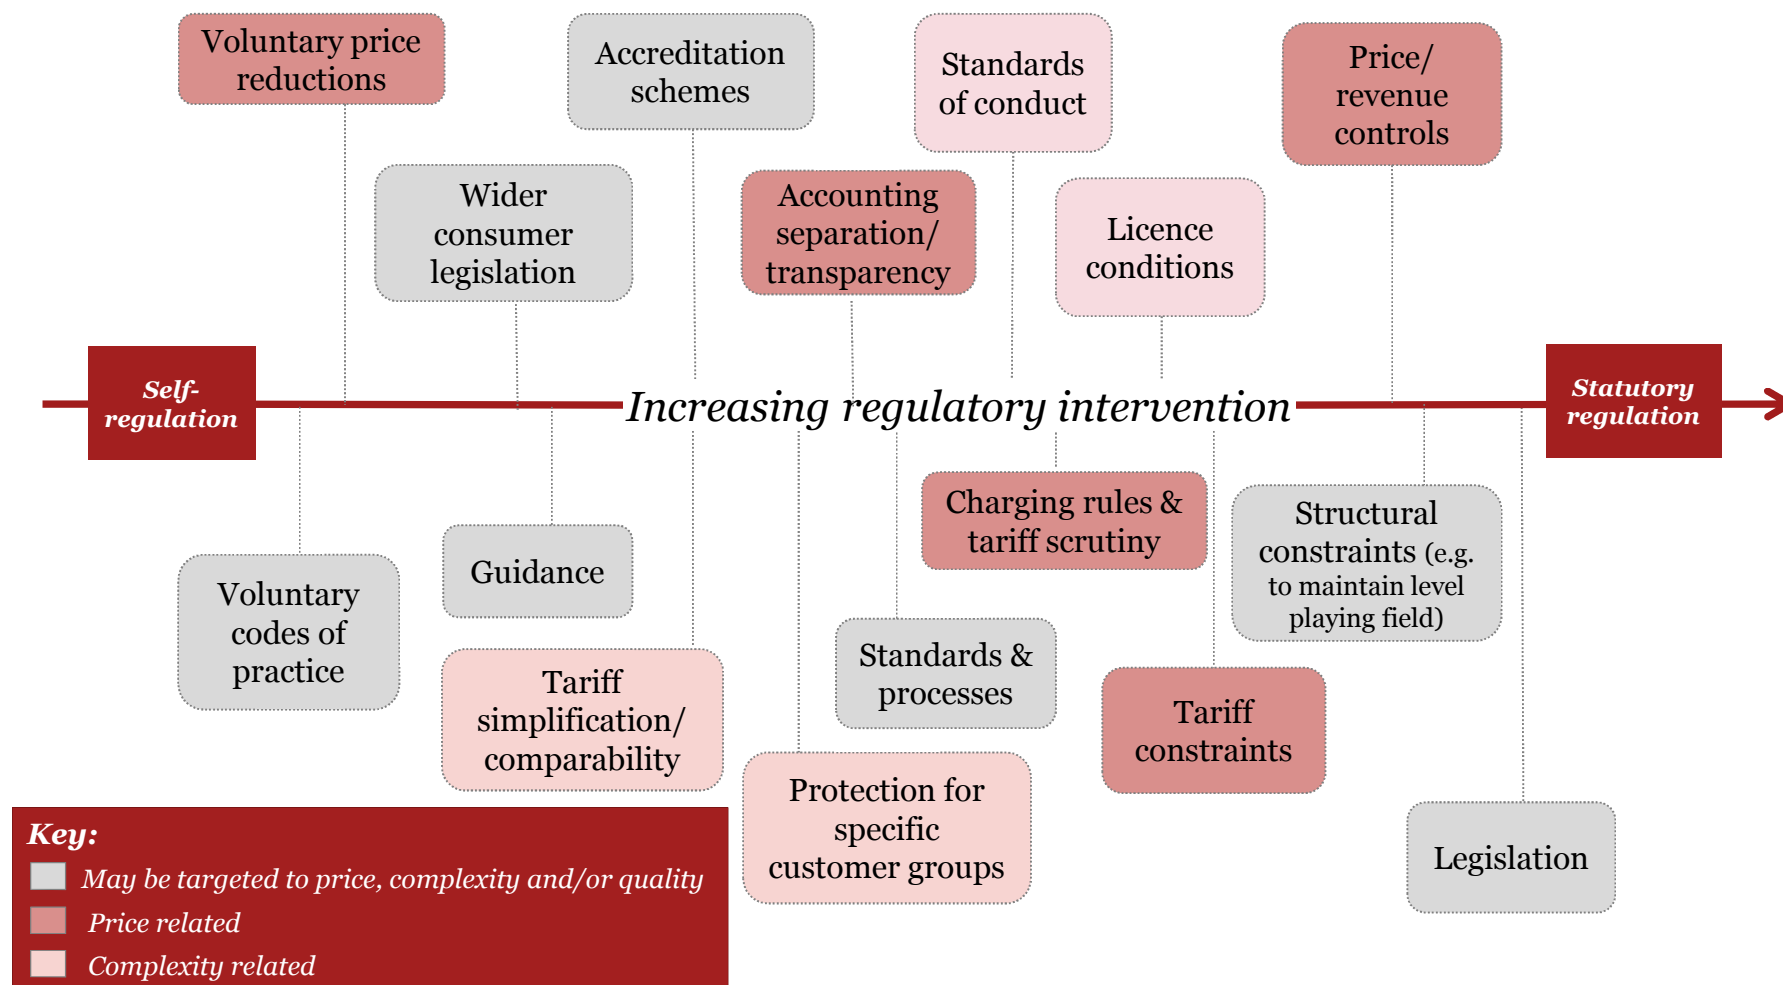 Voluntary price
reductions
Accreditation
schemes
Standards
of conduct
Price/
revenue
controls
Wider
consumer
legislation
Accounting
separation/
transparency
Licence
conditions
Self-
regulation
Increasing regulatory intervention
Statutory
regulation
Voluntary
codes of
practice
Guidance
Tariff
simplification/
comparability
Protection for
specific
customer groups
Standards &
processes
Charging rules &
tariff scrutiny
Tariff
constraints
Structural
constraints (e.g.
to maintain level
playing field)
Legislation
Key:
May be targeted to price, complexity and/or quality
Price related
Complexity related